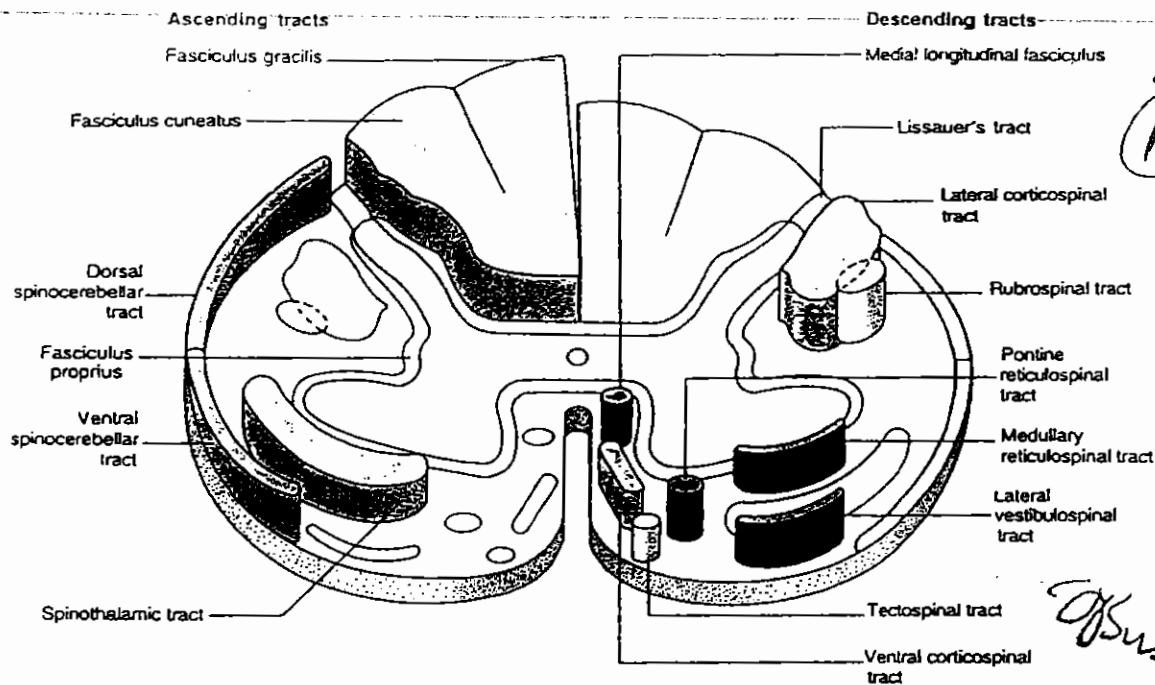 Ascending tracts
Fasciculus gracilis
Fasciculus cuneatus
Dorsal
spinocerebellar
tract
Fasciculus
proprius
Ventral
spinocerebellar
tract
Spinothalamic tract
Descending tracts
Medial longitudinal fasciculus
Lissauer's tract
Lateral corticospinal
tract
Rubrospinal tract
Pontine
reticulospinal
tract
Medullary
reticulospinal tract
Lateral
vestibulospinal
tract
Tectospinal tract
Ventral corticospinal
tract